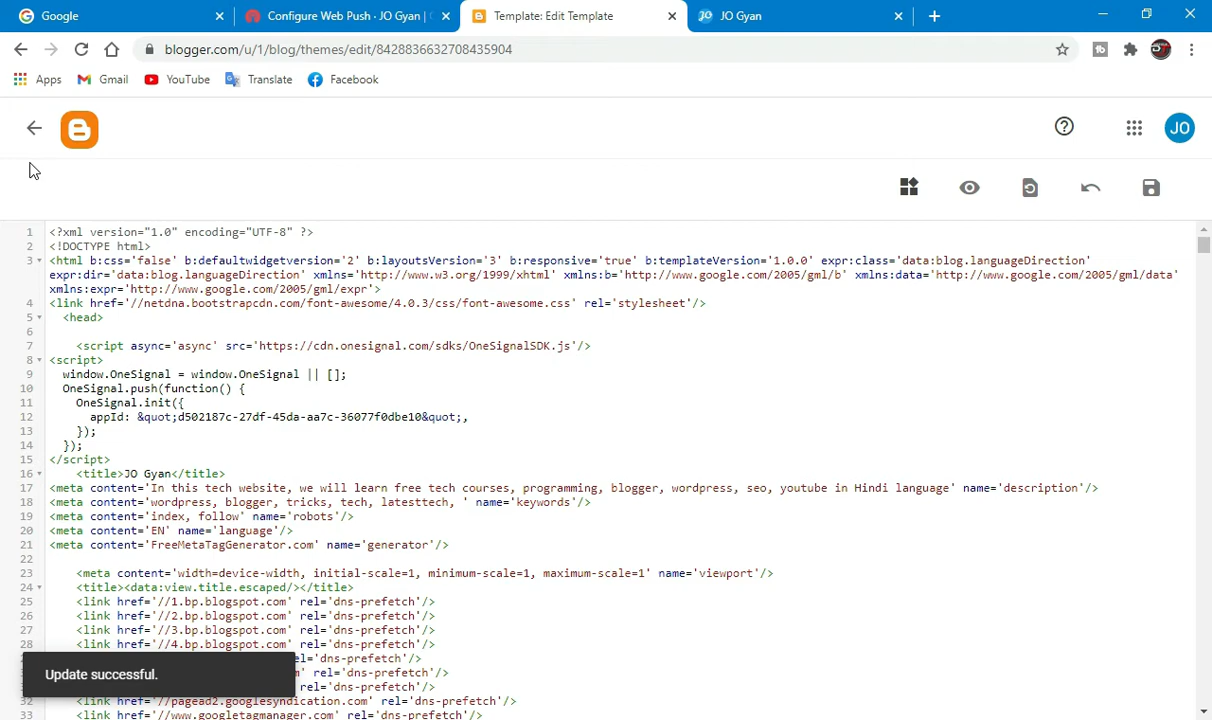 Google
Configure Web Push · JO Gyan |
Template: Edit Template
JO Gyan
blogger.com/u/1/blog/themes/edit/8428836632708435904
Apps
Gmail
YouTube
Translate
Facebook
JO
1 <?xml version="1.0" encoding="UTF-8" ?>
2 <!DOCTYPE html>
3 <html b:css='false' b:defaultwidgetversion='2' b:layoutsVersion='3' b:responsive='true' b:templateVersion='1.0.0' expr:class='data:blog.languageDirection'
expr:dir='data:blog.languageDirection' xmlns='http://www.w3.org/1999/xhtml' xmlns:b='http://www.google.com/2005/gml/b' xmlns:data='http://www.google.com/2005/gml/data'
xmlns:expr='http://www.google.com/2005/gml/expr'>
4 <link href='//netdna.bootstrapcdn.com/font-awesome/4.0.3/css/font-awesome.css' rel='stylesheet'/>
5 <head>
6
7 <script async='async' src='https://cdn.onesignal.com/sdks/OneSignalSDK.js'/>
8 <script>
9 window.OneSignal = window.OneSignal || [];
10 OneSignal.push(function() {
11 OneSignal.init({
12 appId: &quot;d502187c-27df-45da-aa7c-36077f0dbe10&quot;,
13 });
14 });
15 </script>
16 <title>JO Gyan</title>
17 <meta content='In this tech website, we will learn free tech courses, programming, blogger, wordpress, seo, youtube in Hindi language' name='description'/>
18 <meta content='wordpress, blogger, tricks, tech, latesttech, ' name='keywords'/>
19 <meta content='index, follow' name='robots'/>
20 <meta content='EN' name='language'/>
21 <meta content='FreeMetaTagGenerator.com' name='generator'/>
22
23 <meta content='width=device-width, initial-scale=1, minimum-scale=1, maximum-scale=1' name='viewport'/>
24 <title><data:view.title.escaped/></title>
25 <link href='//1.bp.blogspot.com' rel='dns-prefetch'/>
26 <link href='//2.bp.blogspot.com' rel='dns-prefetch'/>
27 <link href='//3.bp.blogspot.com' rel='dns-prefetch'/>
28 <link href='//4.bp.blogspot.com' rel='dns-prefetch'/>
el='dns-prefetch'/>
m' rel='dns-prefetch'/>
rel='dns-prefetch'/>
Update successful.
32 <link href='//pagead2.googlesyndication.com' rel='dns-prefetch'/>
33 <link href='//www.googletagmanager.com' rel='dns-prefetch'/>